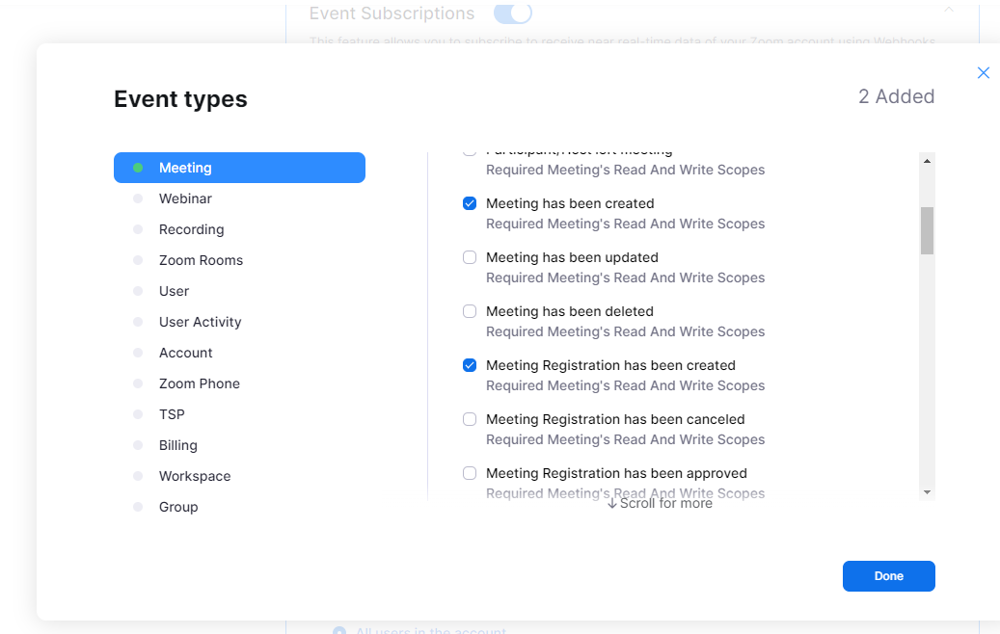 Event Subscriptions
This feature allows you to subscribe to receive near real-time data of your Zoom account using Webhooks
Event types
2 Added
Meeting
Webinar
Recording
Zoom Rooms
User
User Activity
Account
Zoom Phone
TSP
Billing
Workspace
Group
Participant/Host left meeting
Required Meeting's Read And Write Scopes
Meeting has been created
Required Meeting's Read And Write Scopes
Meeting has been updated
Required Meeting's Read And Write Scopes
Meeting has been deleted
Required Meeting's Read And Write Scopes
Meeting Registration has been created
Required Meeting's Read And Write Scopes
Meeting Registration has been canceled
Required Meeting's Read And Write Scopes
Meeting Registration has been approved
Required Meeting's Read And Write Scopes
↓ Scroll for more
Done
All users in the account